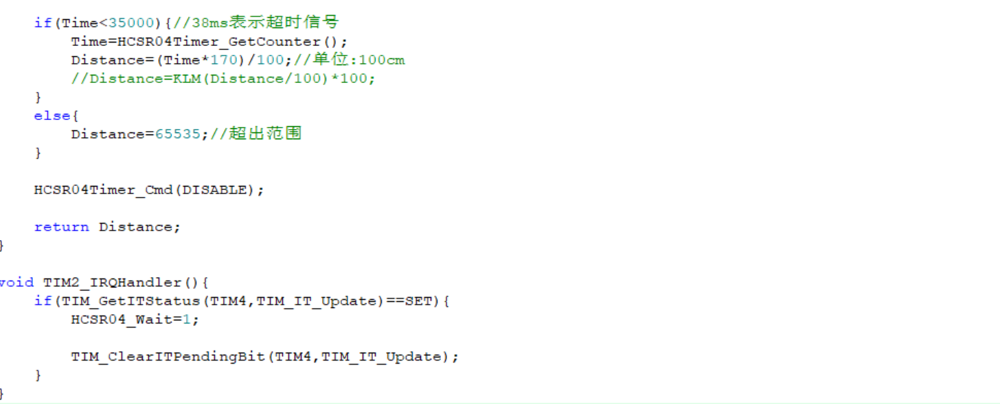 if(Time<35000){//38ms表示超时信号
Time=HCSR04Timer_GetCounter();
Distance=(Time*170)/100;//单位:100cm
//Distance=KLM(Distance/100)*100;
}
else{
Distance=65535;//超出范围
}
HCSR04Timer_Cmd(DISABLE);
return Distance;
}
void TIM2_IRQHandler(){
if(TIM_GetITStatus(TIM4,TIM_IT_Update)==SET){
HCSR04_Wait=1;
TIM_ClearITPendingBit(TIM4,TIM_IT_Update);
}
}